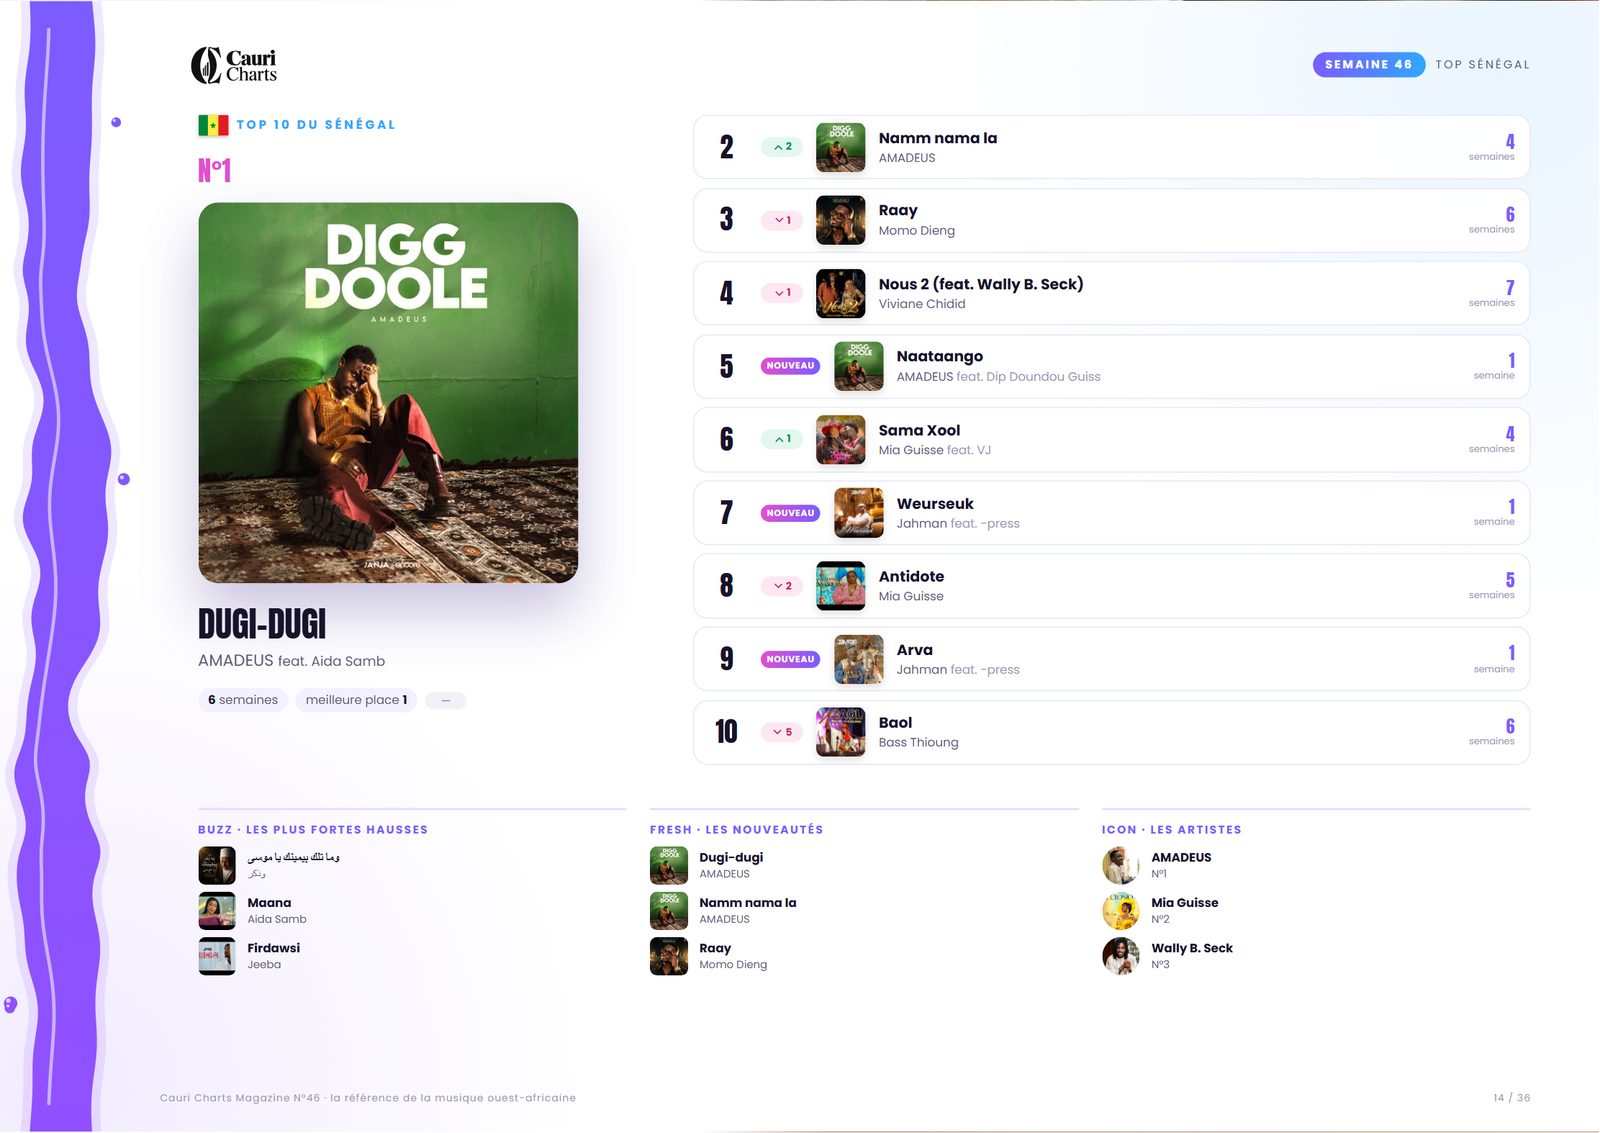 Cauri
Charts
SEMAINE 46 TOP SÉNÉGAL
TOP 10 DU SÉNÉGAL
N°1
DIGG
DOOLE
AMADEUS
JANJA encore
DUGI-DUGI
AMADEUS feat. Aida Samb
6 semaines meilleure place 1 —
2 2 Namm nama la 4
AMADEUS semaines
3 1 Raay 6
Momo Dieng semaines
4 1 Nous 2 (feat. Wally B. Seck) 7
Viviane Chidid semaines
5 NOUVEAU Naataango 1
AMADEUS feat. Dip Doundou Guiss semaine
6 1 Sama Xool 4
Mia Guisse feat. VJ semaines
7 NOUVEAU Weurseuk 1
Jahman feat. -press semaine
8 2 Antidote 5
Mia Guisse semaines
9 NOUVEAU Arva 1
Jahman feat. -press semaine
10 5 Baol 6
Bass Thioung semaines
BUZZ · LES PLUS FORTES HAUSSES
وما تلك بيمينك يا موسى
وذكر
Maana
Aida Samb
Firdawsi
Jeeba
FRESH · LES NOUVEAUTÉS
Dugi-dugi
AMADEUS
Namm nama la
AMADEUS
Raay
Momo Dieng
ICON · LES ARTISTES
AMADEUS
N°1
Mia Guisse
N°2
Wally B. Seck
N°3
Cauri Charts Magazine N°46 · la référence de la musique ouest-africaine
14 / 36